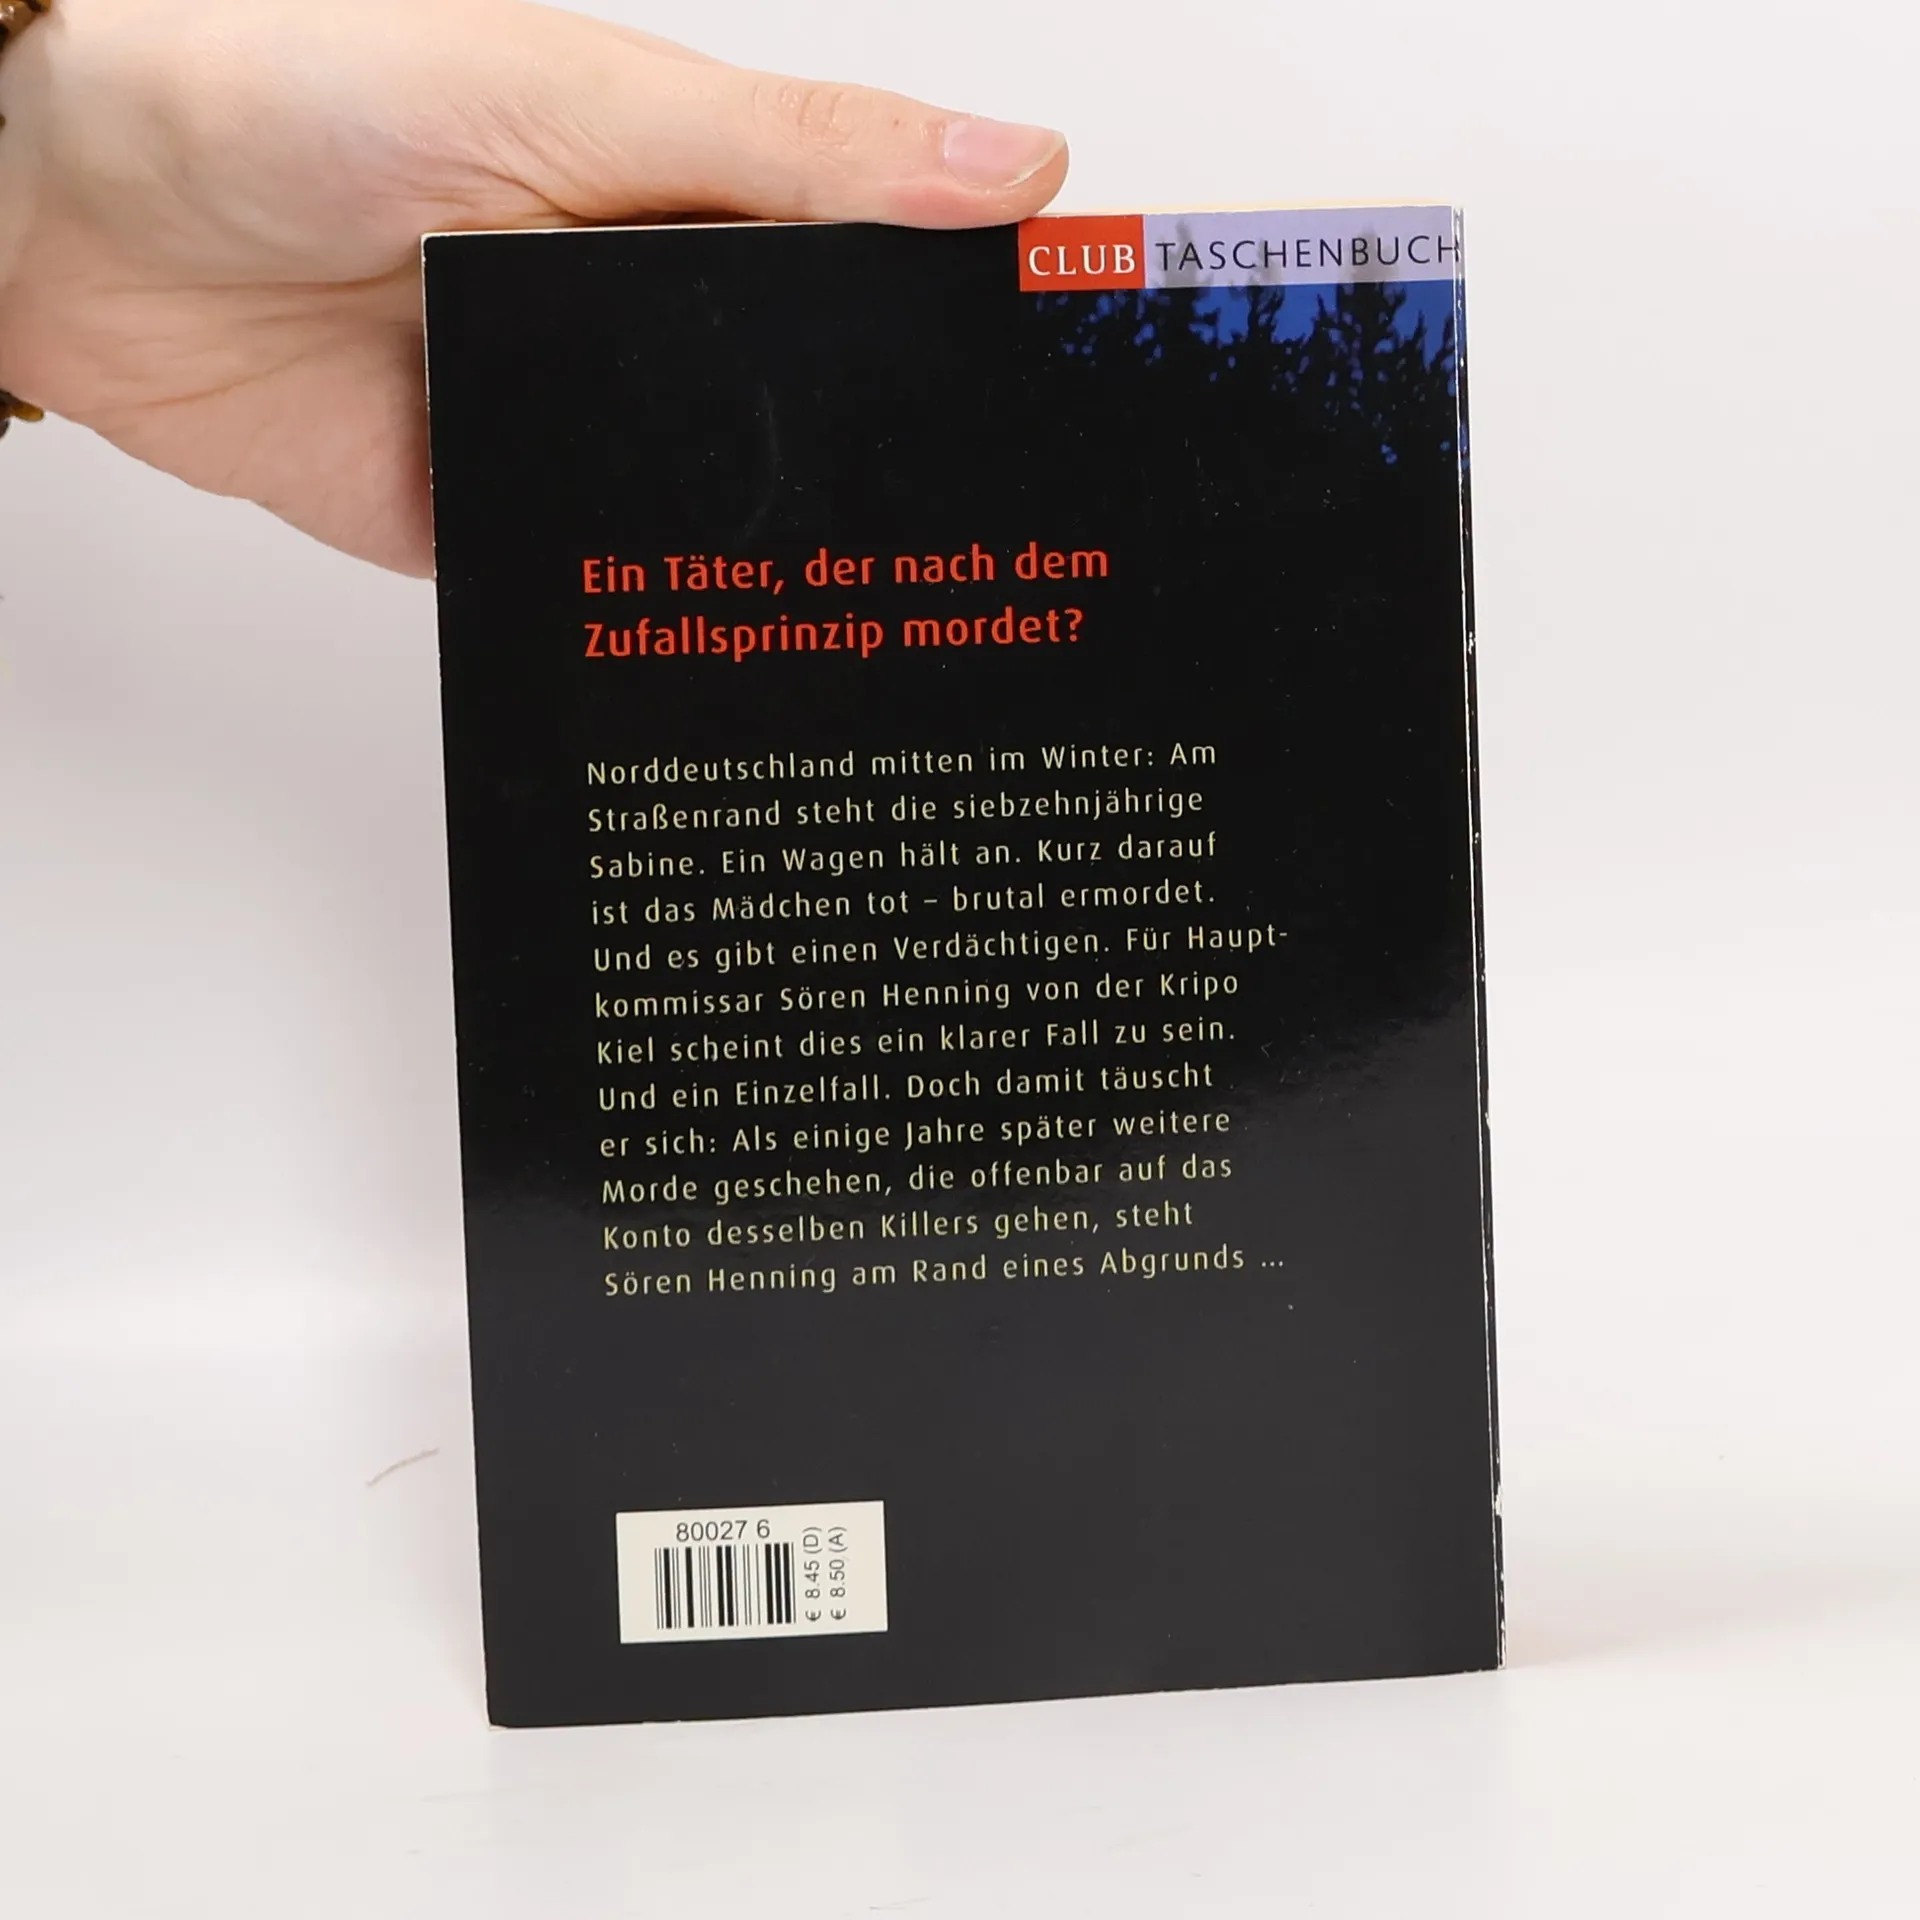 CLUB TASCHENBUCH
Ein Täter, der nach dem
Zufallsprinzip mordet?
Norddeutschland mitten im Winter: Am
Straßenrand steht die siebzehnjährige
Sabine. Ein Wagen hält an. Kurz darauf
ist das Mädchen tot – brutal ermordet.
Und es gibt einen Verdächtigen. Für Haupt-
kommissar Sören Henning von der Kripo
Kiel scheint dies ein klarer Fall zu sein.
Und ein Einzelfall. Doch damit täuscht
er sich: Als einige Jahre später weitere
Morde geschehen, die offenbar auf das
Konto desselben Killers gehen, steht
Sören Henning am Rand eines Abgrunds ...
80027 6
€ 8.45 (D)
€ 8.50 (A)